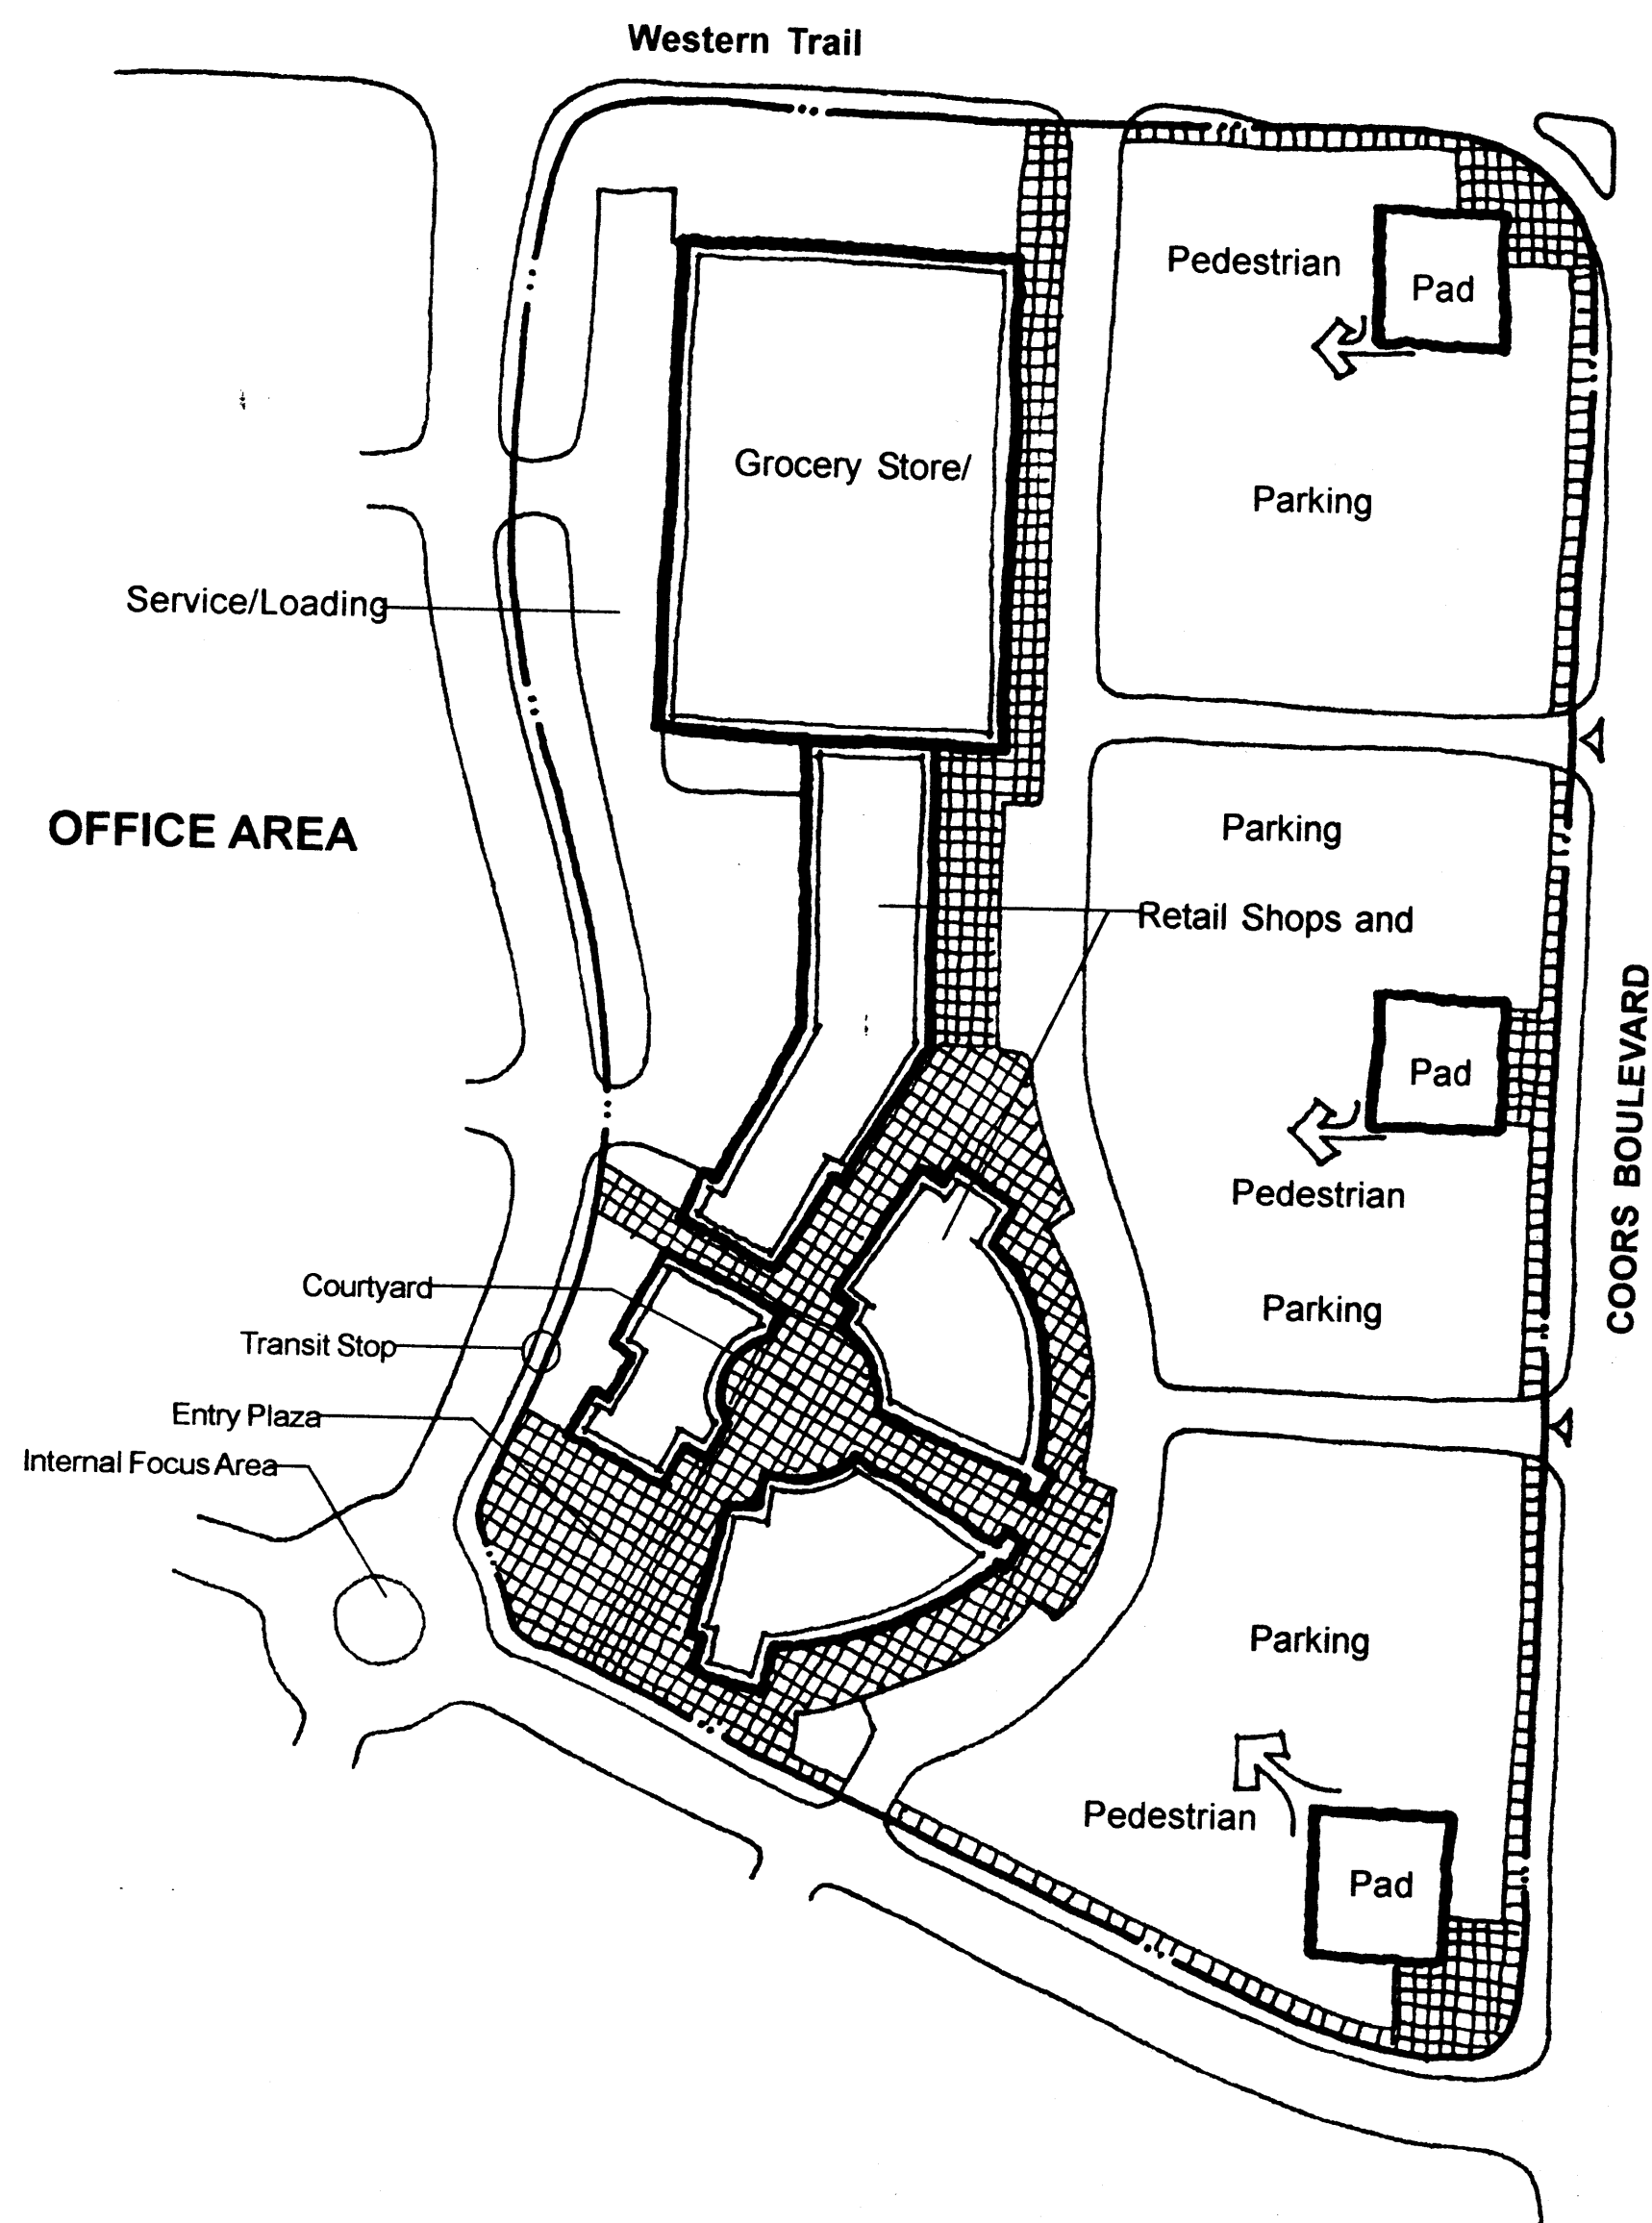 Western Trail
Pedestrian
Pad
Grocery Store/
Parking
Service/Loading
OFFICE AREA
Parking
Retail Shops and
COORS BOULEVARD
Pad
Pedestrian
Courtyard
Parking
Transit Stop
Entry Plaza
Internal Focus Area
Parking
Pedestrian
Pad